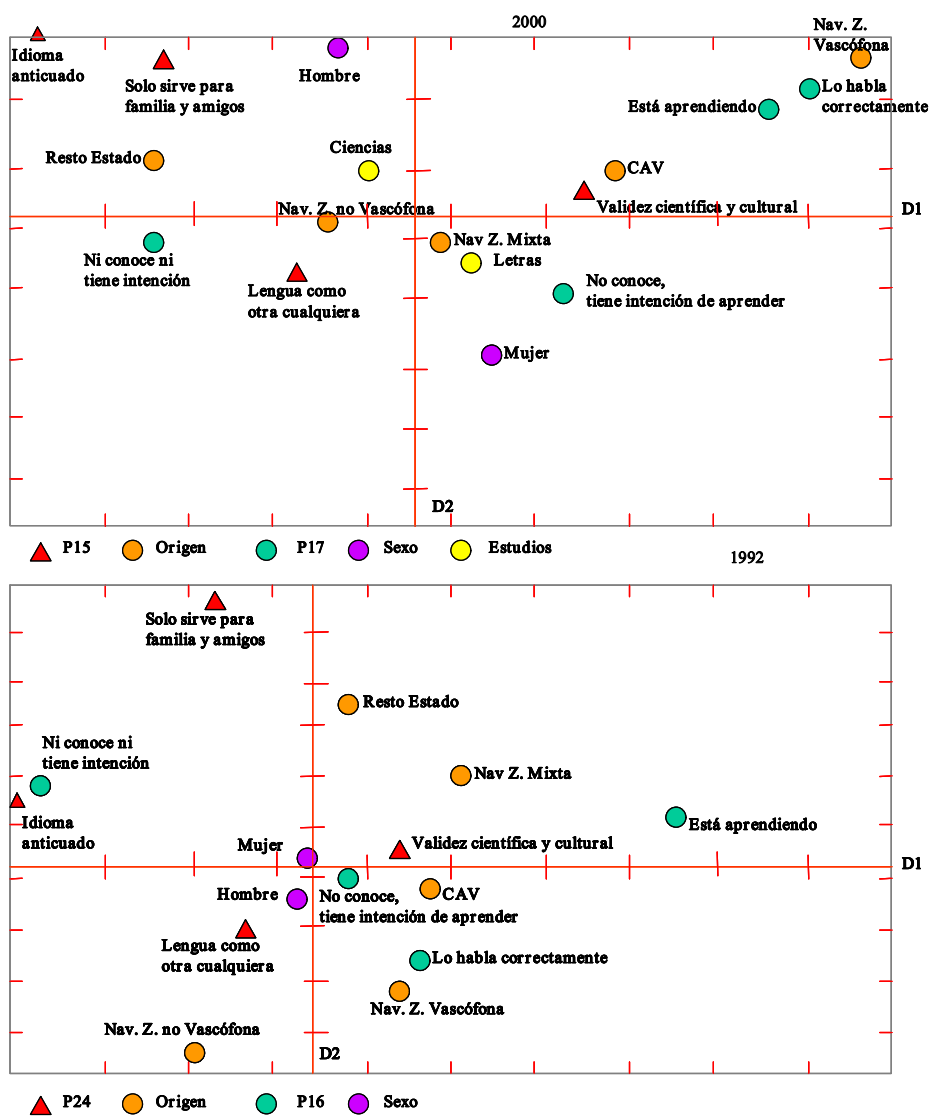 2000
Nav. Z.
Vascófona
Idioma
anticuado
Solo sirve para
familia y amigos
Hombre
Está aprendiendo
Lo habla
correctamente
Resto Estado
Ciencias
CAV
Nav. Z. no Vascófona
Validez científica y cultural
D1
Ni conoce ni
tiene intención
Nav Z. Mixta
Letras
Lengua como
otra cualquiera
No conoce,
tiene intención de aprender
Mujer
D2
P15 Origen P17 Sexo Estudios
1992
Solo sirve para
familia y amigos
Resto Estado
Ni conoce ni
tiene intención
Nav Z. Mixta
Idioma
anticuado
Está aprendiendo
Mujer
Validez científica y cultural
D1
Hombre
No conoce,
tiene intención de aprender
CAV
Lengua como
otra cualquiera
Lo habla correctamente
Nav. Z. Vascófona
Nav. Z. no Vascófona
D2
P24 Origen P16 Sexo